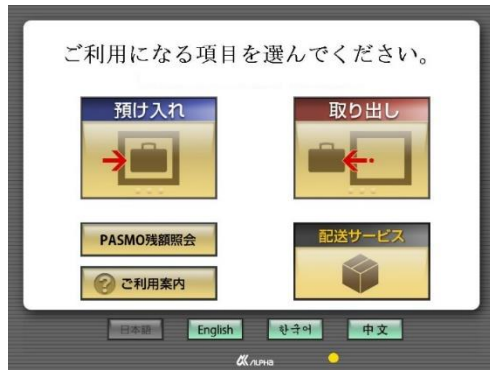 ご利用になる項目を選んでください。
預け入れ
取り出し
PASMO残額照会
配送サービス
ご利用案内
日本語
English
한국어
中文
ALPHA